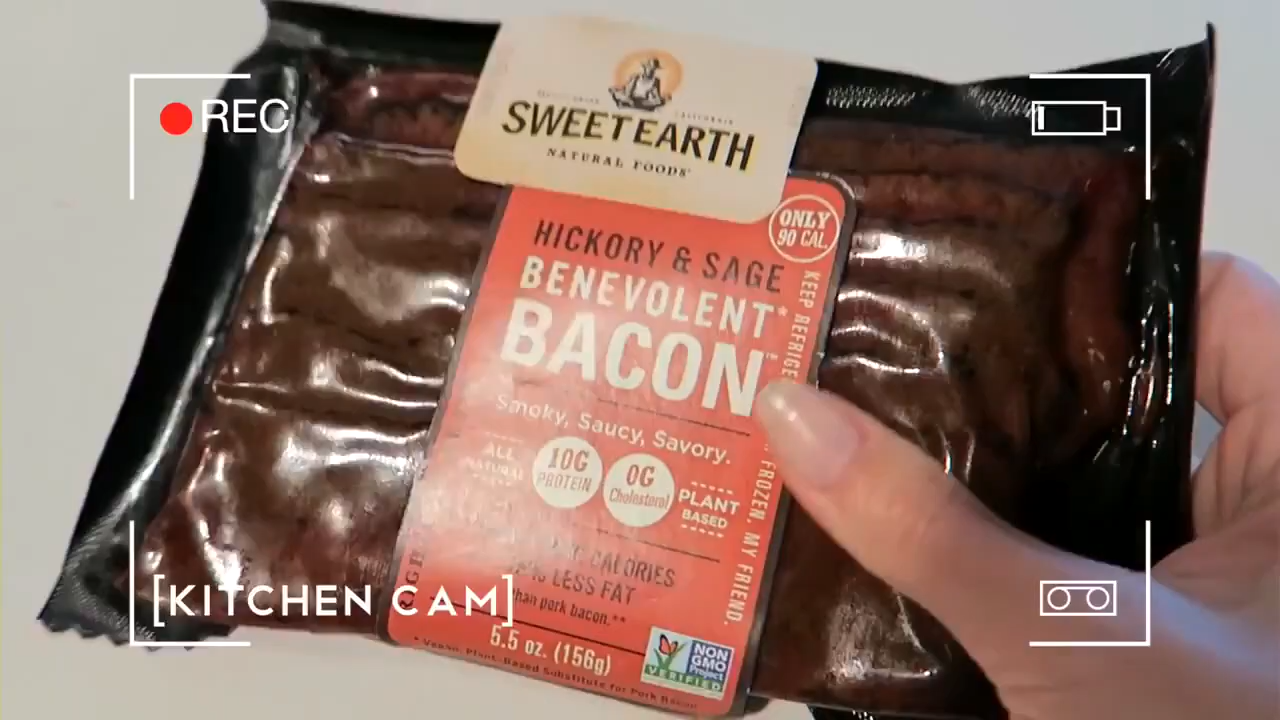 REC
SWEET EARTH
NATURAL FOODS
ONLY
90 CAL.
HICKORY & SAGE
BENEVOLENT*
BACON™
Smoky, Saucy, Savory.
ALL
NATURAL
10G
PROTEIN
0G
Cholesterol
PLANT
BASED
KEEP
FROZEN, MY FRIEND.
CALORIES
LESS FAT
than pork bacon.**
5.5 oz. (156g)
* Vegan, Plant-Based Substitute for Pork Bacon
NON
GMO
Project
VERIFIED
[KITCHEN CAM]